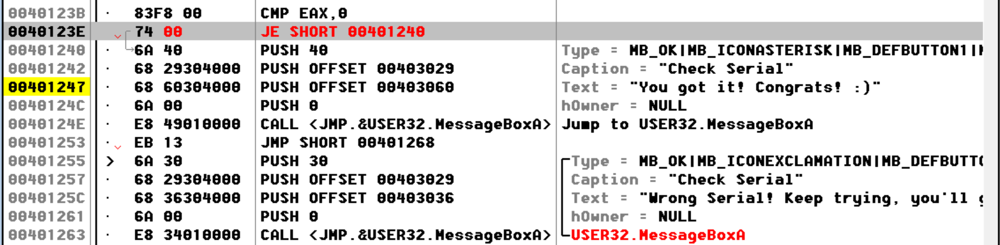 0040123B · 83F8 00 CMP EAX,0
0040123E 74 00 JE SHORT 00401240
00401240 · 6A 40 PUSH 40 Type = MB_OK|MB_ICONASTERISK|MB_DEFBUTTON1|
00401242 · 68 29304000 PUSH OFFSET 00403029 Caption = "Check Serial"
00401247 · 68 60304000 PUSH OFFSET 00403060 Text = "You got it! Congrats! :)"
0040124C · 6A 00 PUSH 0 hOwner = NULL
0040124E · E8 49010000 CALL <JMP.&USER32.MessageBoxA> Jump to USER32.MessageBoxA
00401253 · EB 13 JMP SHORT 00401268
00401255 > 6A 30 PUSH 30 Type = MB_OK|MB_ICONEXCLAMATION|MB_DEFBUTT
00401257 · 68 29304000 PUSH OFFSET 00403029 Caption = "Check Serial"
0040125C · 68 36304000 PUSH OFFSET 00403036 Text = "Wrong Serial! Keep trying, you'll
00401261 · 6A 00 PUSH 0 hOwner = NULL
00401263 · E8 34010000 CALL <JMP.&USER32.MessageBoxA> USER32.MessageBoxA